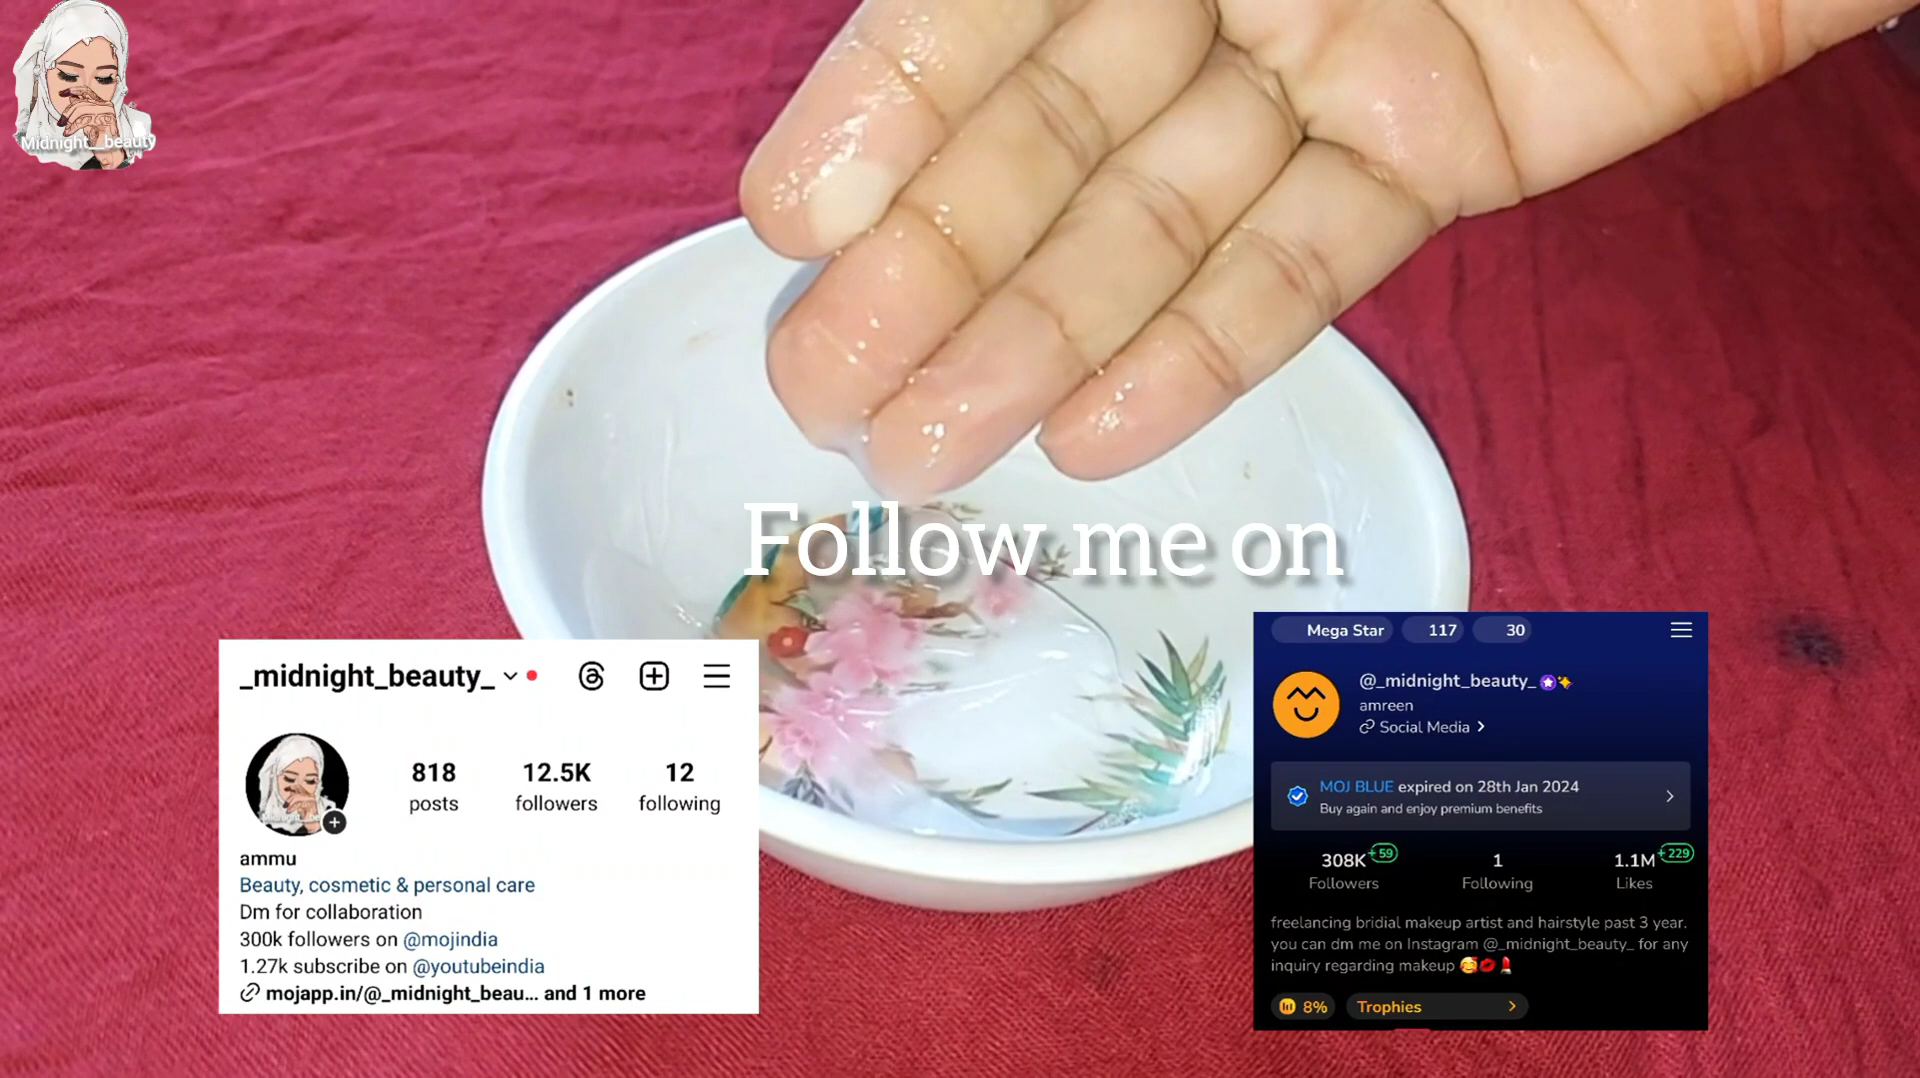 Midnight__beauty
Follow me on
_midnight_beauty_
818 12.5K 12
posts followers following
ammu
Beauty, cosmetic & personal care
Dm for collaboration
300k followers on @mojindia
1.27k subscribe on @youtubeindia
mojapp.in/@_midnight_beau... and 1 more
Mega Star 117 30
@_midnight_beauty_
amreen
Social Media
MOJ BLUE expired on 28th Jan 2024
Buy again and enjoy premium benefits
308K +59 1 1.1M +229
Followers Following Likes
freelancing bridial makeup artist and hairstyle past 3 year.
you can dm me on Instagram @_midnight_beauty_ for any
inquiry regarding makeup 🥰💋💄
8% Trophies